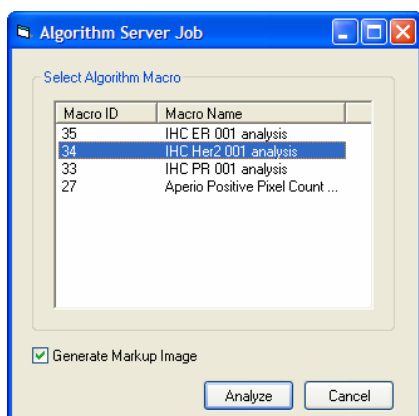 Algorithm Server Job
Select Algorithm Macro
Macro ID Macro Name
35 IHC ER 001 analysis
34 IHC Her2 001 analysis
33 IHC PR 001 analysis
27 Aperio Positive Pixel Count ...
Generate Markup Image
Analyze Cancel